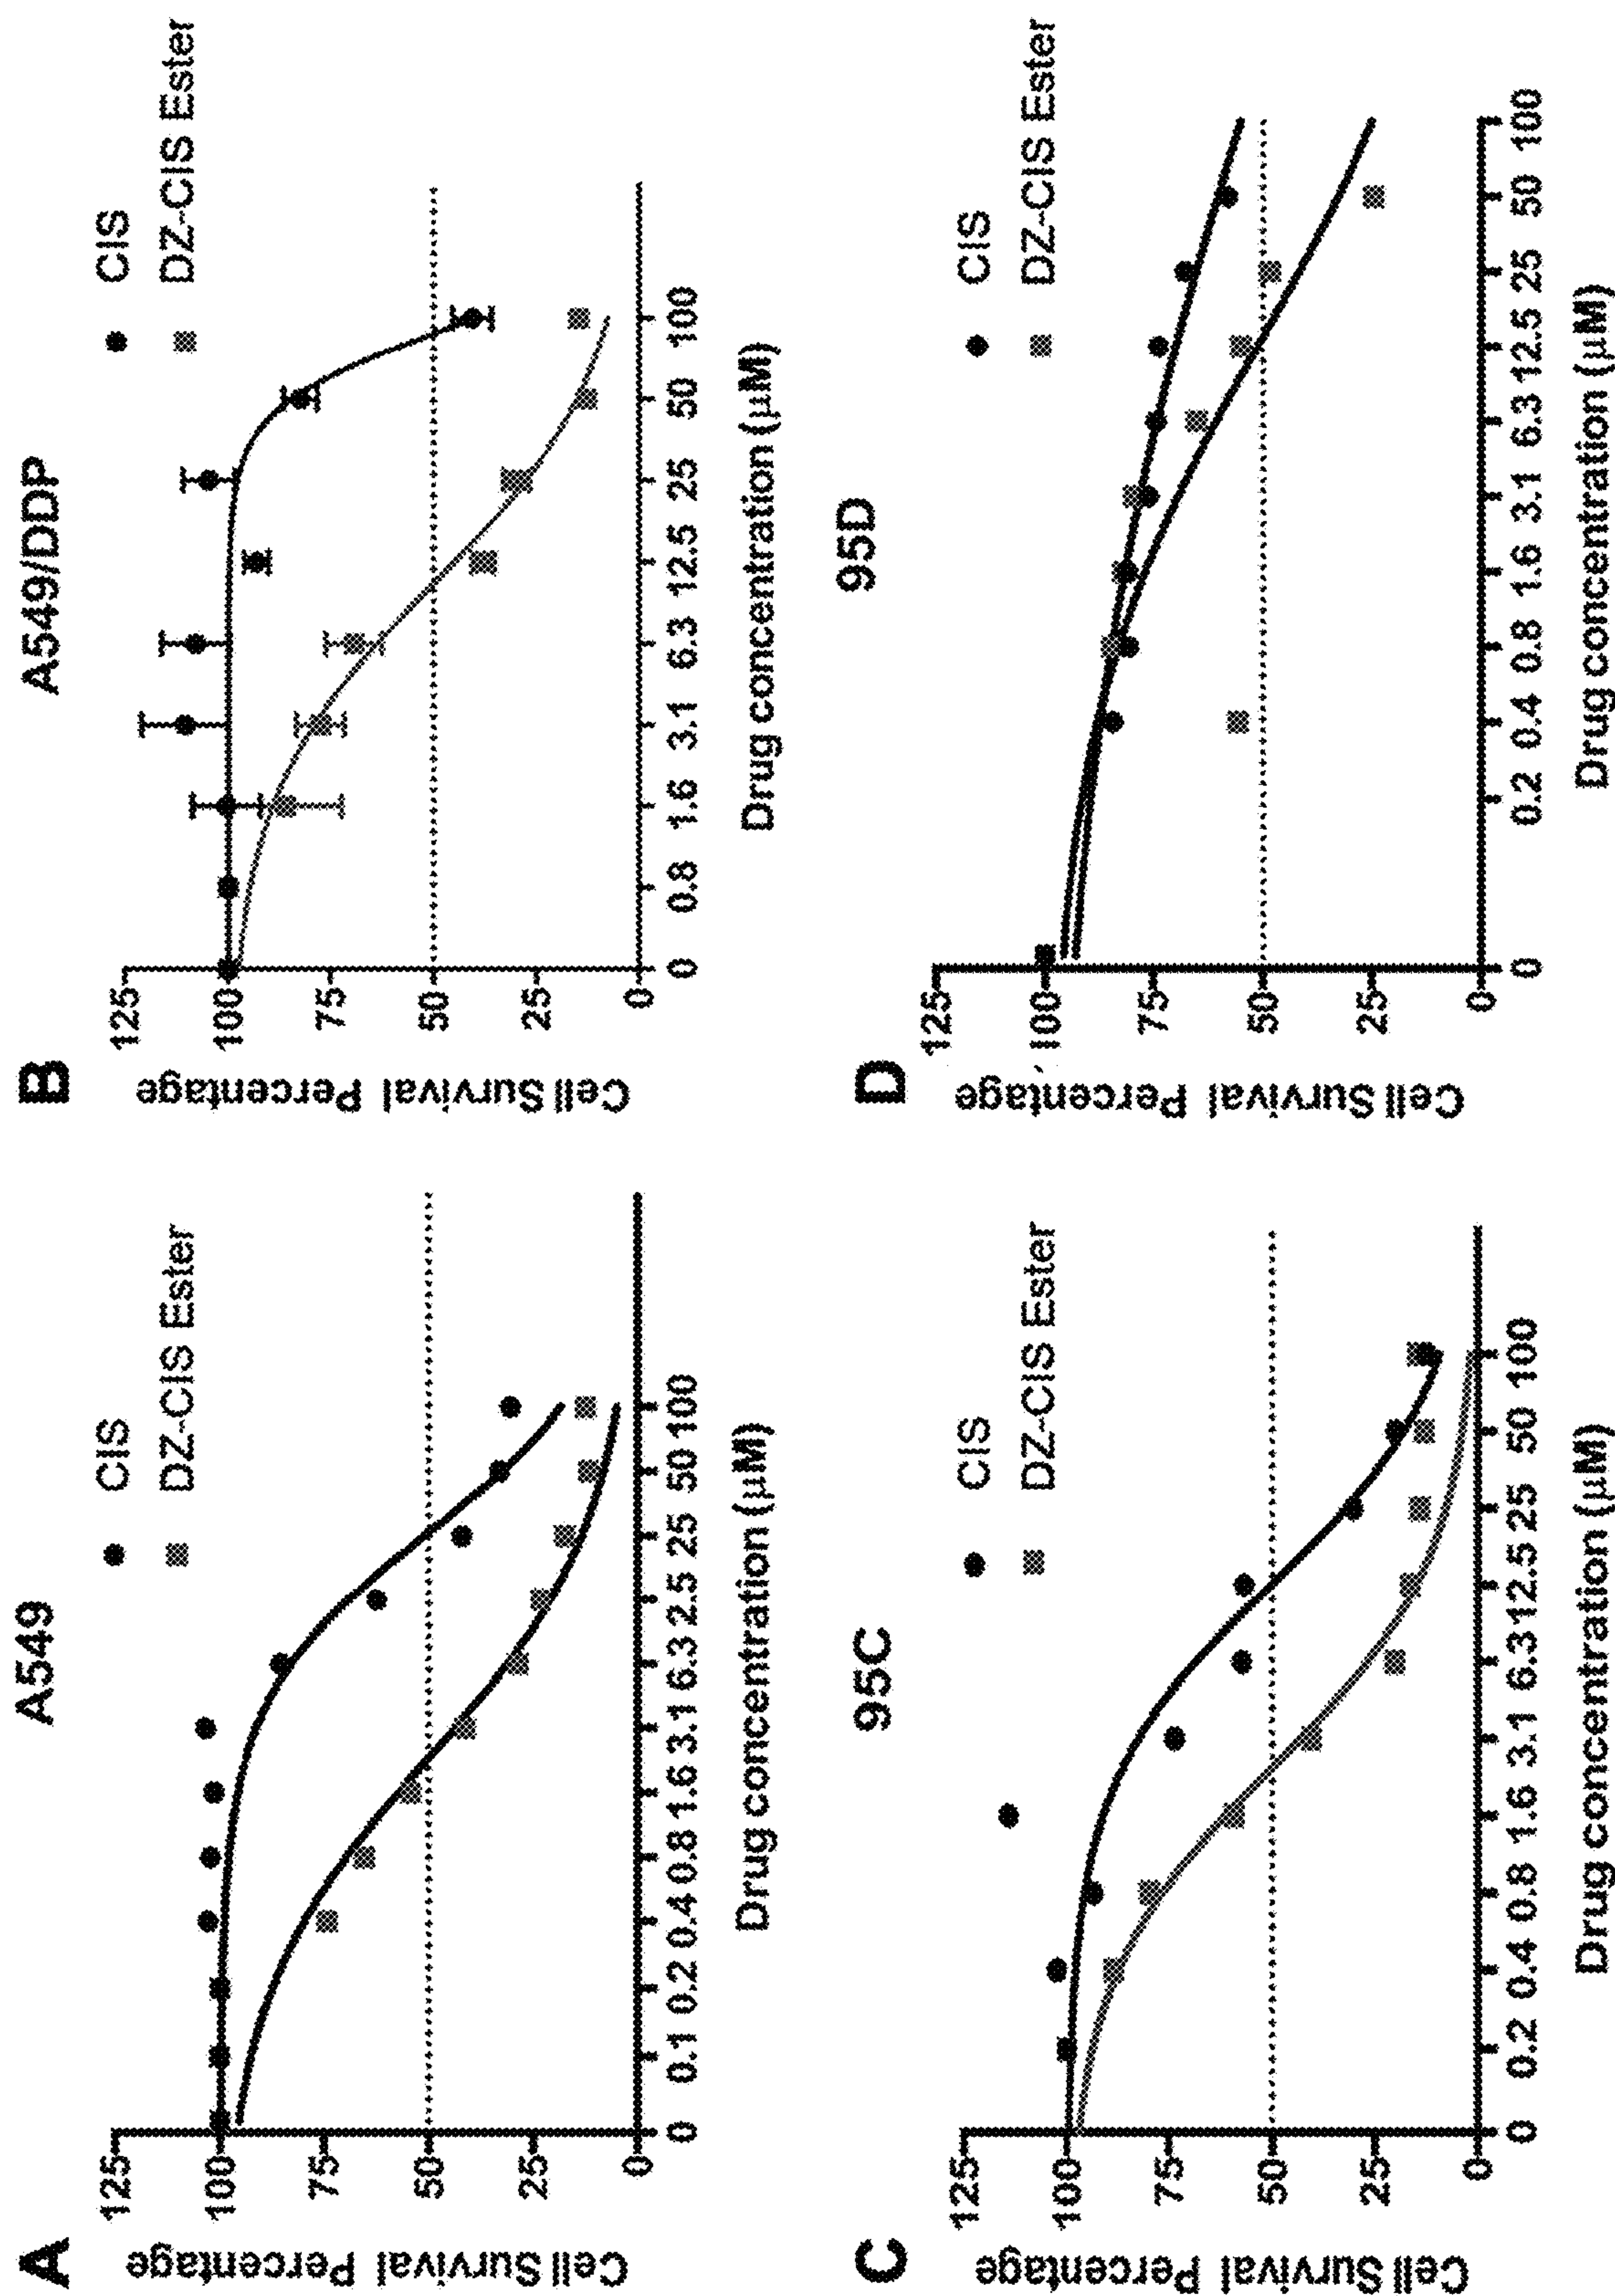 A
A549
CIS
DZ-CIS Ester
Cell Survival Percentage
125
100
75
50
25
0
0 0.1 0.2 0.4 0.8 1.6 3.1 6.3 2.5 25 50 100
Drug concentration (μM)
B
A549/DDP
CIS
DZ-CIS Ester
Cell Survival Percentage
125
100
75
50
25
0
0 0.8 1.6 3.1 6.3 12.5 25 50 100
Drug concentration (μM)
C
95C
CIS
DZ-CIS Ester
Cell Survival Percentage
125
100
75
50
25
0
0 0.2 0.4 0.8 1.6 3.1 6.3 12.5 25 50 100
Drug concentration (μM)
D
95D
CIS
DZ-CIS Ester
Cell Survival Percentage
125
100
75
50
25
0
0 0.2 0.4 0.8 1.6 3.1 6.3 12.5 25 50 100
Drug concentration (μM)